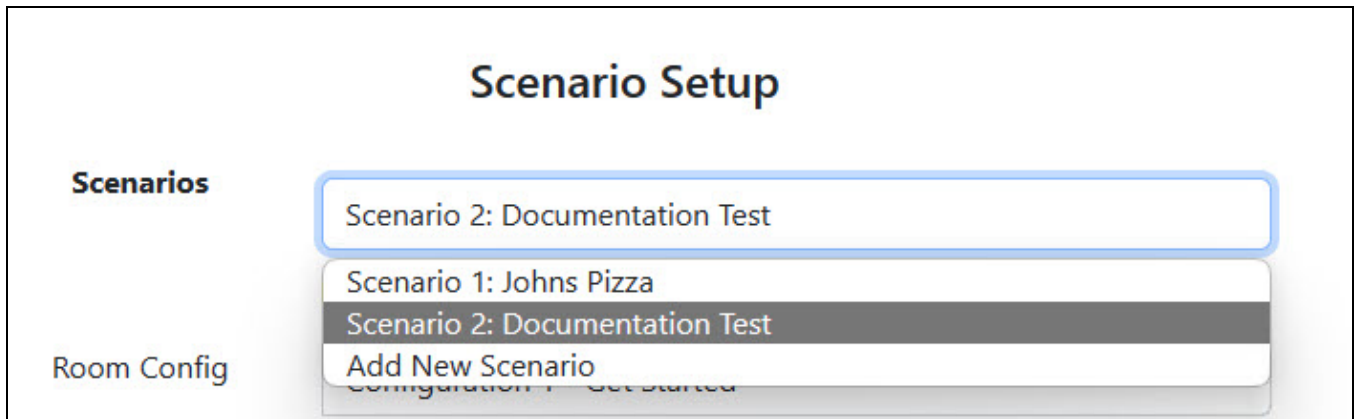 Scenario Setup
Scenarios
Scenario 2: Documentation Test
Scenario 1: Johns Pizza
Scenario 2: Documentation Test
Add New Scenario
Room Config